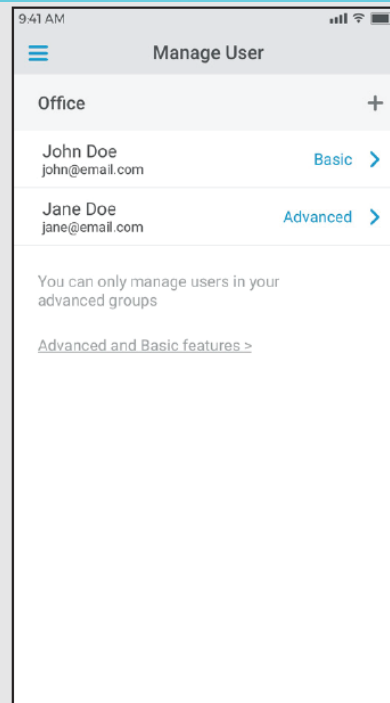 9:41 AM
Manage User
Office +
John Doe
john@email.com
Basic >
Jane Doe
jane@email.com
Advanced >
You can only manage users in your
advanced groups
Advanced and Basic features >